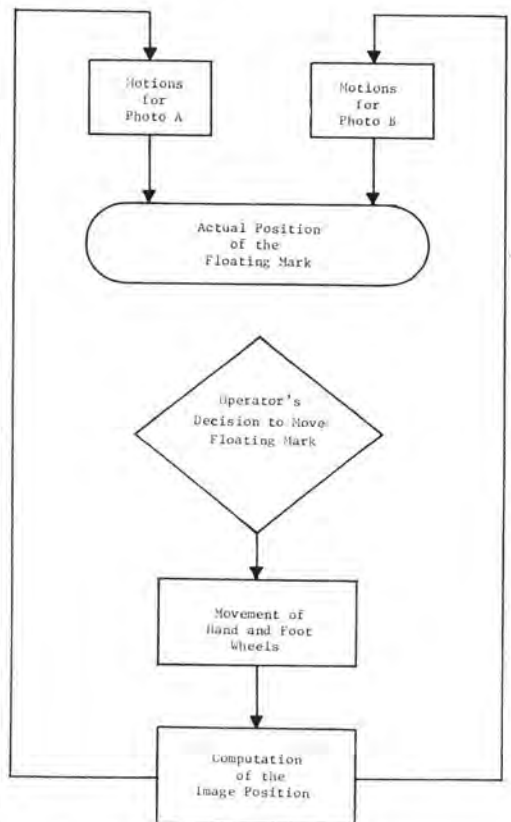 Motions
for
Photo A
Motions
for
Photo B
Actual Position
of the
Floating Mark
Operator's
Decision to Move
Floating Mark
Movement of
Hand and Foot
Wheels
Computation
of the
Image Position